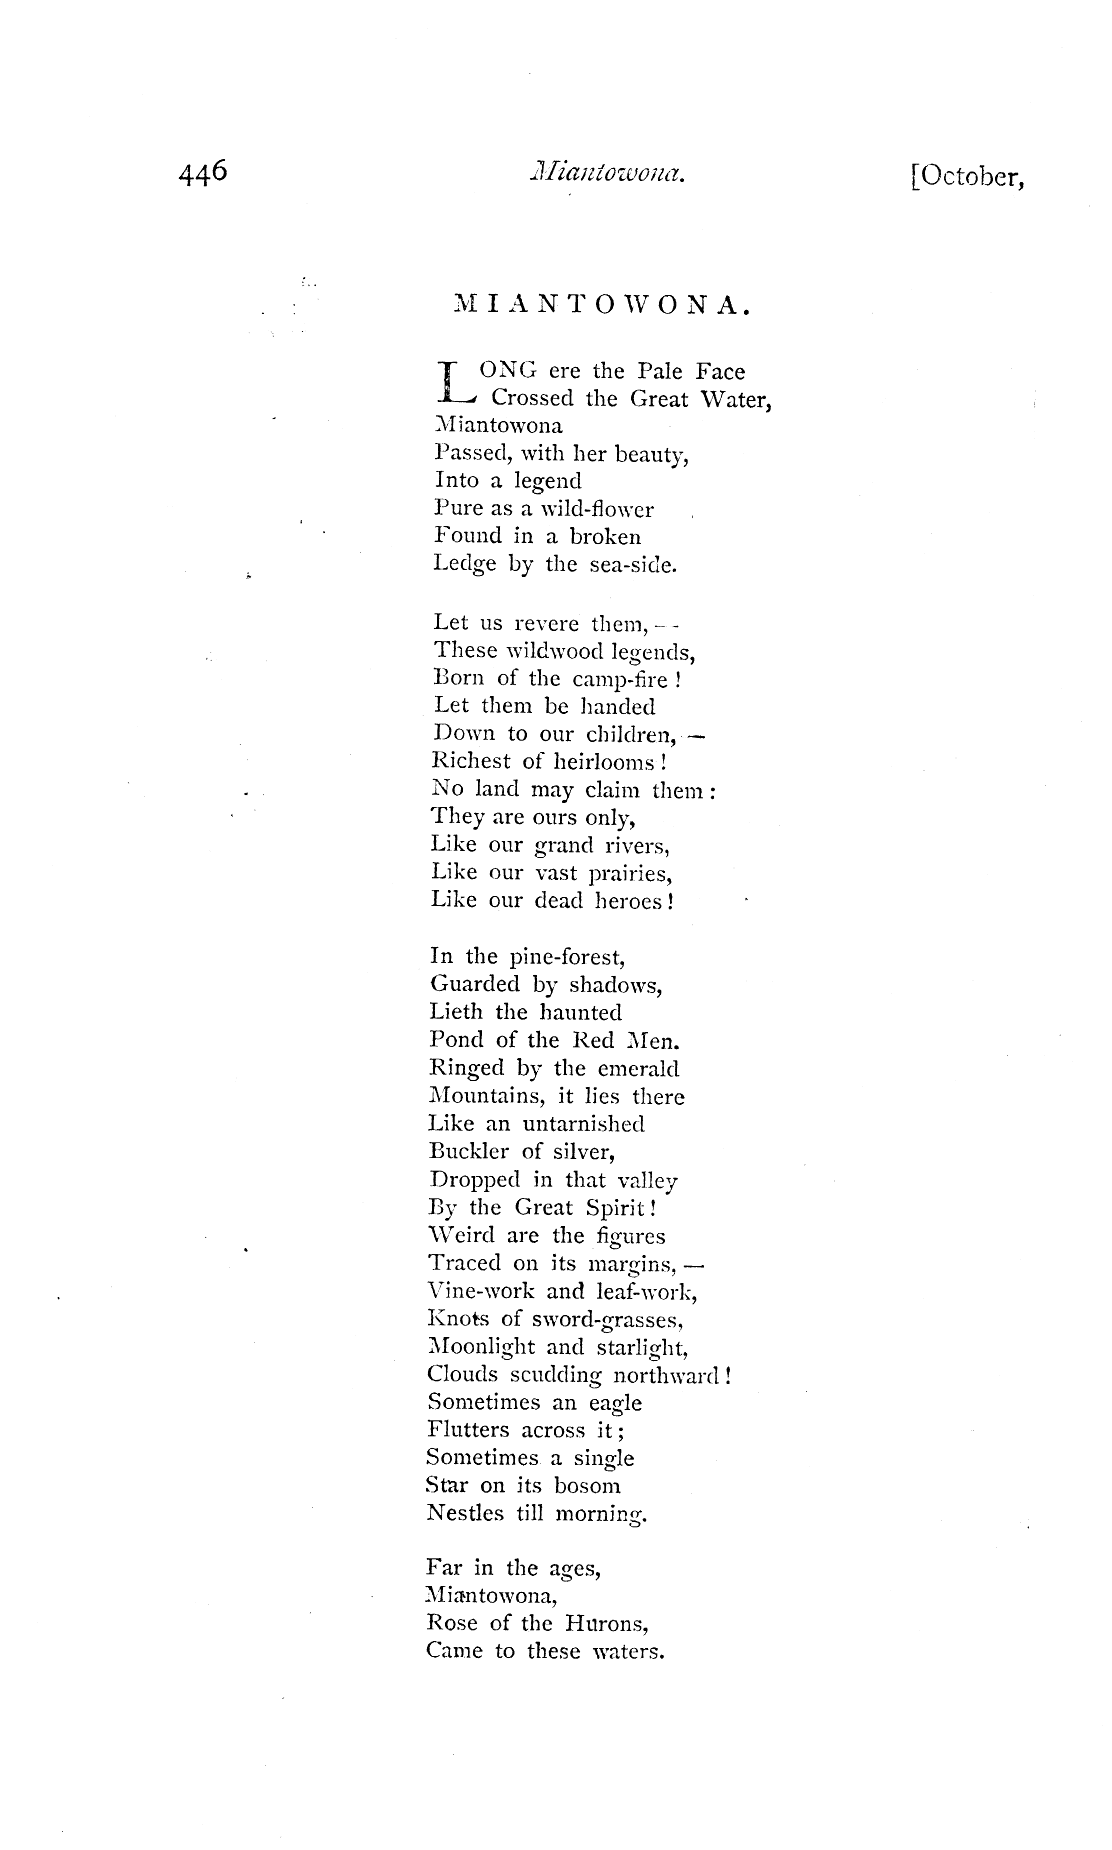 446 Miantowona. [October,
MIANTOWONA.
LONG ere the Pale Face
Crossed the Great Water,
Miantowona
Passed, with her beauty,
Into a legend
Pure as a wild-flower
Found in a broken
Ledge by the sea-side.
Let us revere them, —
These wildwood legends,
Born of the camp-fire !
Let them be handed
Down to our children, —
Richest of heirlooms !
No land may claim them :
They are ours only,
Like our grand rivers,
Like our vast prairies,
Like our dead heroes !
In the pine-forest,
Guarded by shadows,
Lieth the haunted
Pond of the Red Men.
Ringed by the emerald
Mountains, it lies there
Like an untarnished
Buckler of silver,
Dropped in that valley
By the Great Spirit !
Weird are the figures
Traced on its margins, —
Vine-work and leaf-work,
Knots of sword-grasses,
Moonlight and starlight,
Clouds scudding northward !
Sometimes an eagle
Flutters across it ;
Sometimes a single
Star on its bosom
Nestles till morning.
Far in the ages,
Miantowona,
Rose of the Hurons,
Came to these waters.